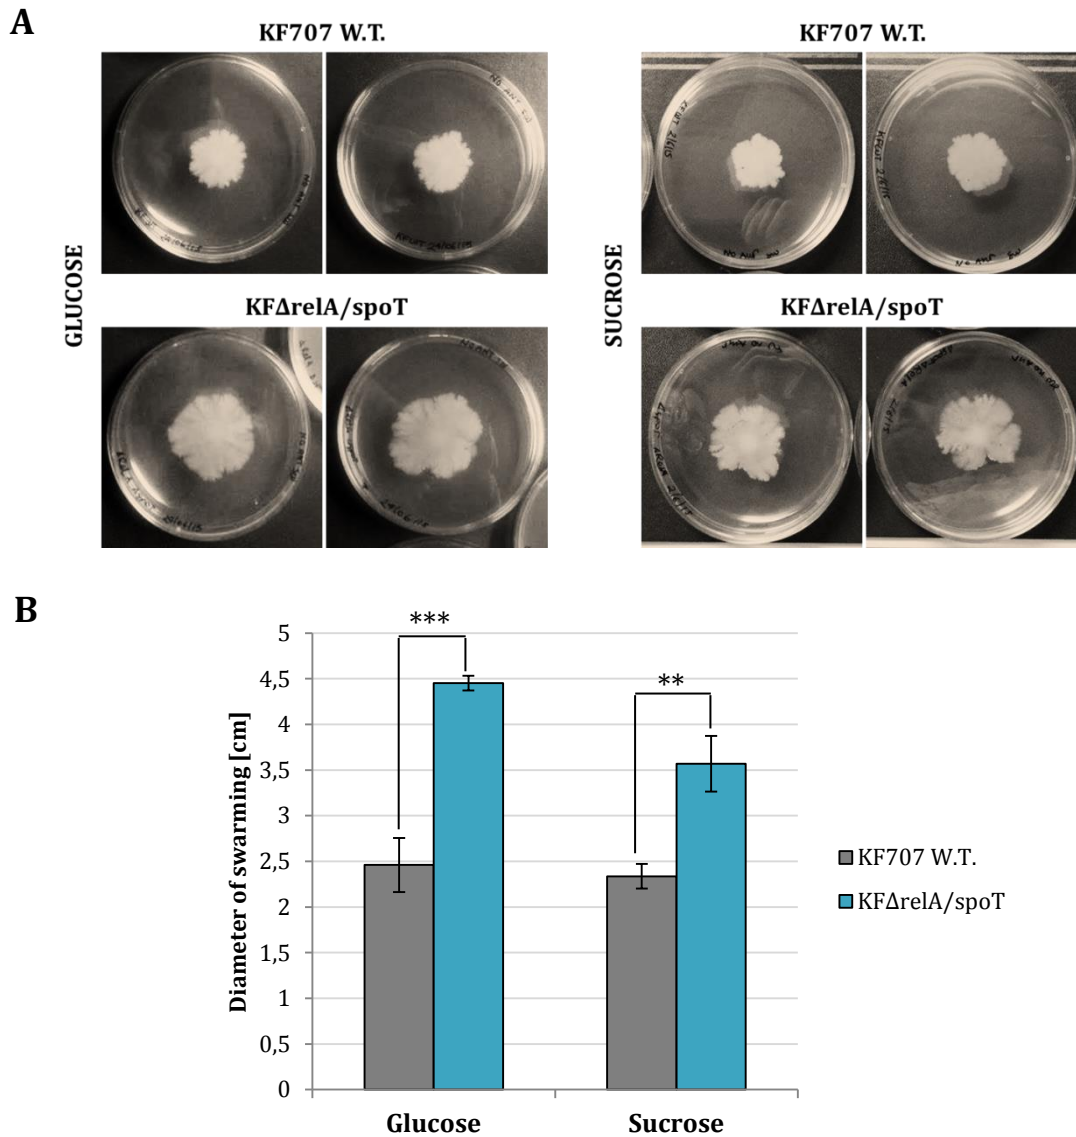 A
KF707 W.T.
KF707 W.T.
GLUCOSE
SUCROSE
KFΔrelA/spoT
KFΔrelA/spoT
B
***
**
5
4,5
4
3,5
3
2,5
2
1,5
1
0,5
0
Diameter of swarming [cm]
Glucose
Sucrose
KF707 W.T.
KFΔrelA/spoT